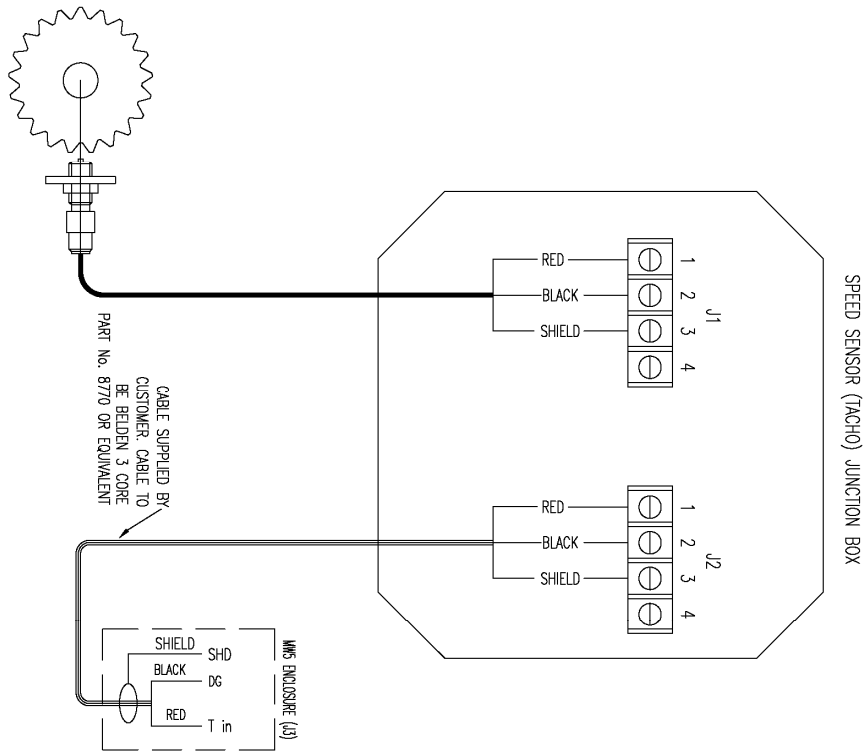 SPEED SENSOR (TACHO) JUNCTION BOX
J1
1
2
3
4
RED
BLACK
SHIELD
J2
1
2
3
4
RED
BLACK
SHIELD
CABLE SUPPLIED BY
CUSTOMER. CABLE TO
BE BELDEN 3 CORE
PART No. 8770 OR EQUIVALENT
MW5 ENCLOSURE (J3)
SHIELD
SHD
BLACK
DG
RED
T in